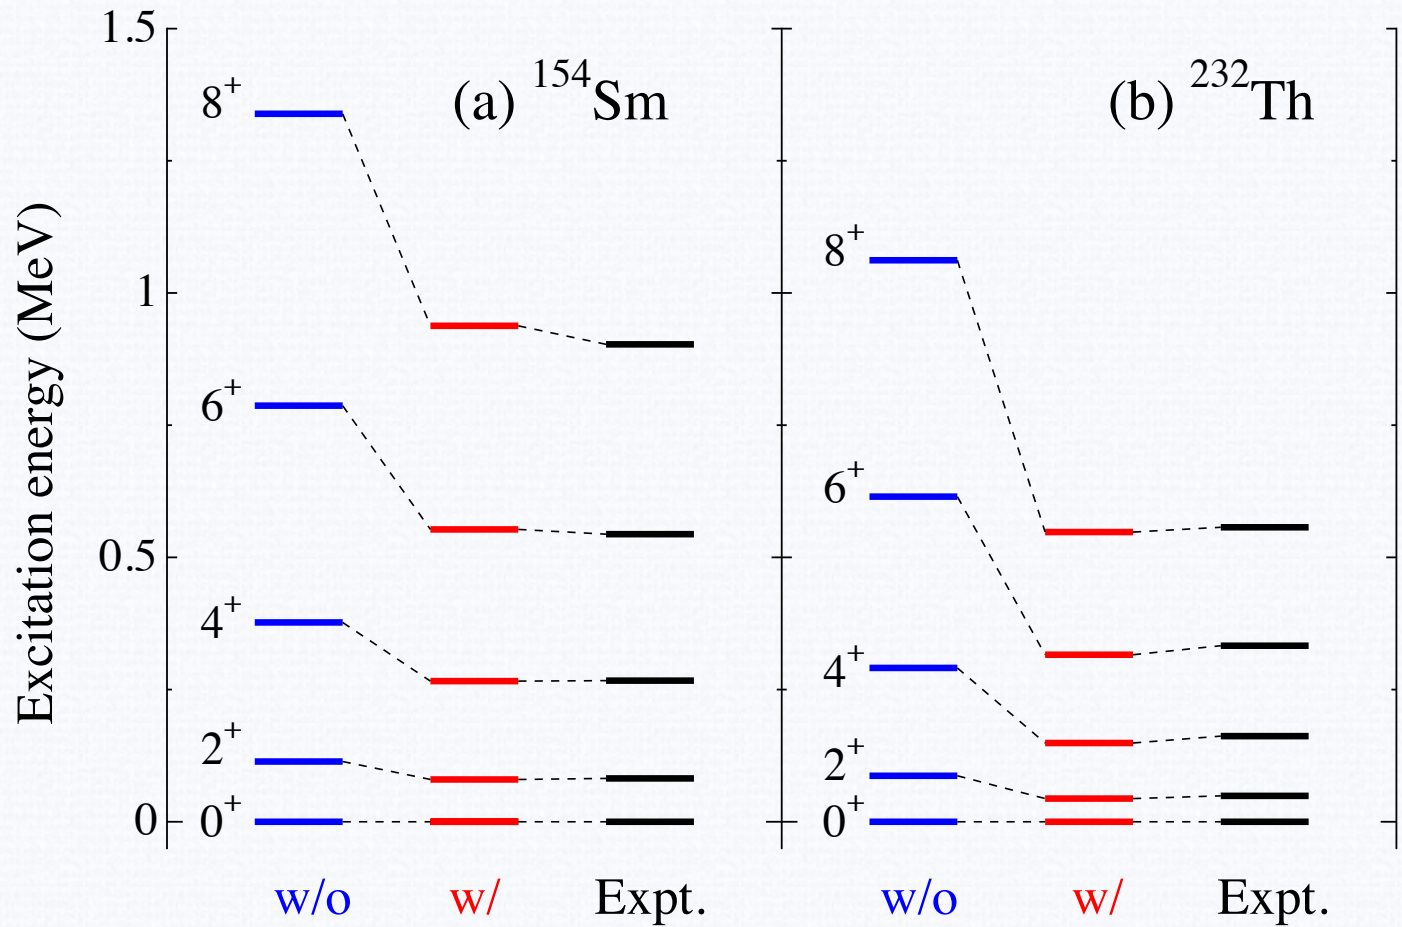 Excitation energy (MeV)
1.5
1
0.5
0
(a) ¹⁵⁴Sm
8⁺
6⁺
4⁺
2⁺
0⁺
w/o w/ Expt.
(b) ²³²Th
8⁺
6⁺
4⁺
2⁺
0⁺
w/o w/ Expt.